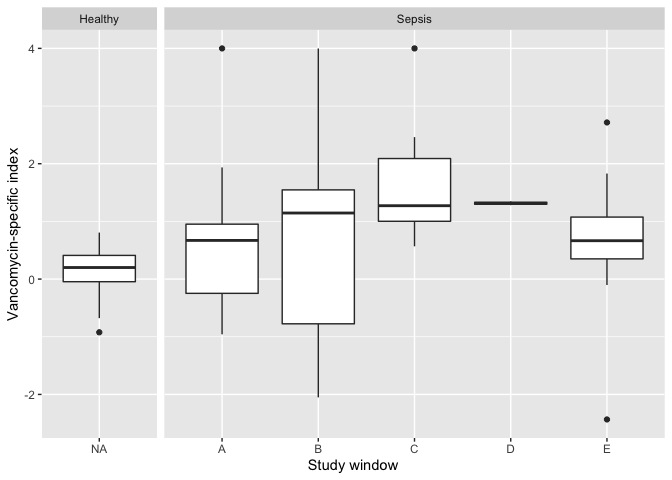 Healthy
Sepsis
Vancomycin-specific index
4
2
0
-2
NA
A
B
C
D
E
Study window